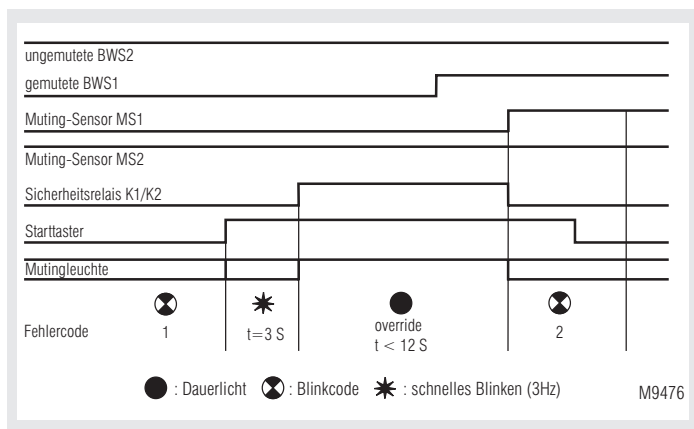 ungemutete BWS2
gemutete BWS1
Muting-Sensor MS1
Muting-Sensor MS2
Sicherheitsrelais K1/K2
Starttaster
Mutingleuchte
Fehlercode 1 t=3 S override 2
t < 12 S
: Dauerlicht : Blinkcode : schnelles Blinken (3Hz) M9476